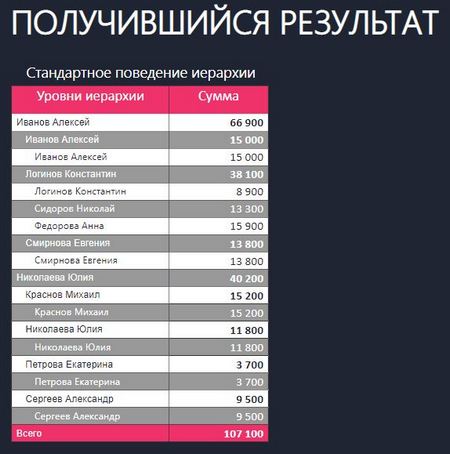 ПОЛУЧИВШИЙСЯ РЕЗУЛЬТАТ
Стандартное поведение иерархии
Уровни иерархии Сумма
Иванов Алексей 66 900
Иванов Алексей 15 000
Иванов Алексей 15 000
Логинов Константин 38 100
Логинов Константин 8 900
Сидоров Николай 13 300
Федорова Анна 15 900
Смирнова Евгения 13 800
Смирнова Евгения 13 800
Николаева Юлия 40 200
Краснов Михаил 15 200
Краснов Михаил 15 200
Николаева Юлия 11 800
Николаева Юлия 11 800
Петрова Екатерина 3 700
Петрова Екатерина 3 700
Сергеев Александр 9 500
Сергеев Александр 9 500
Всего 107 100